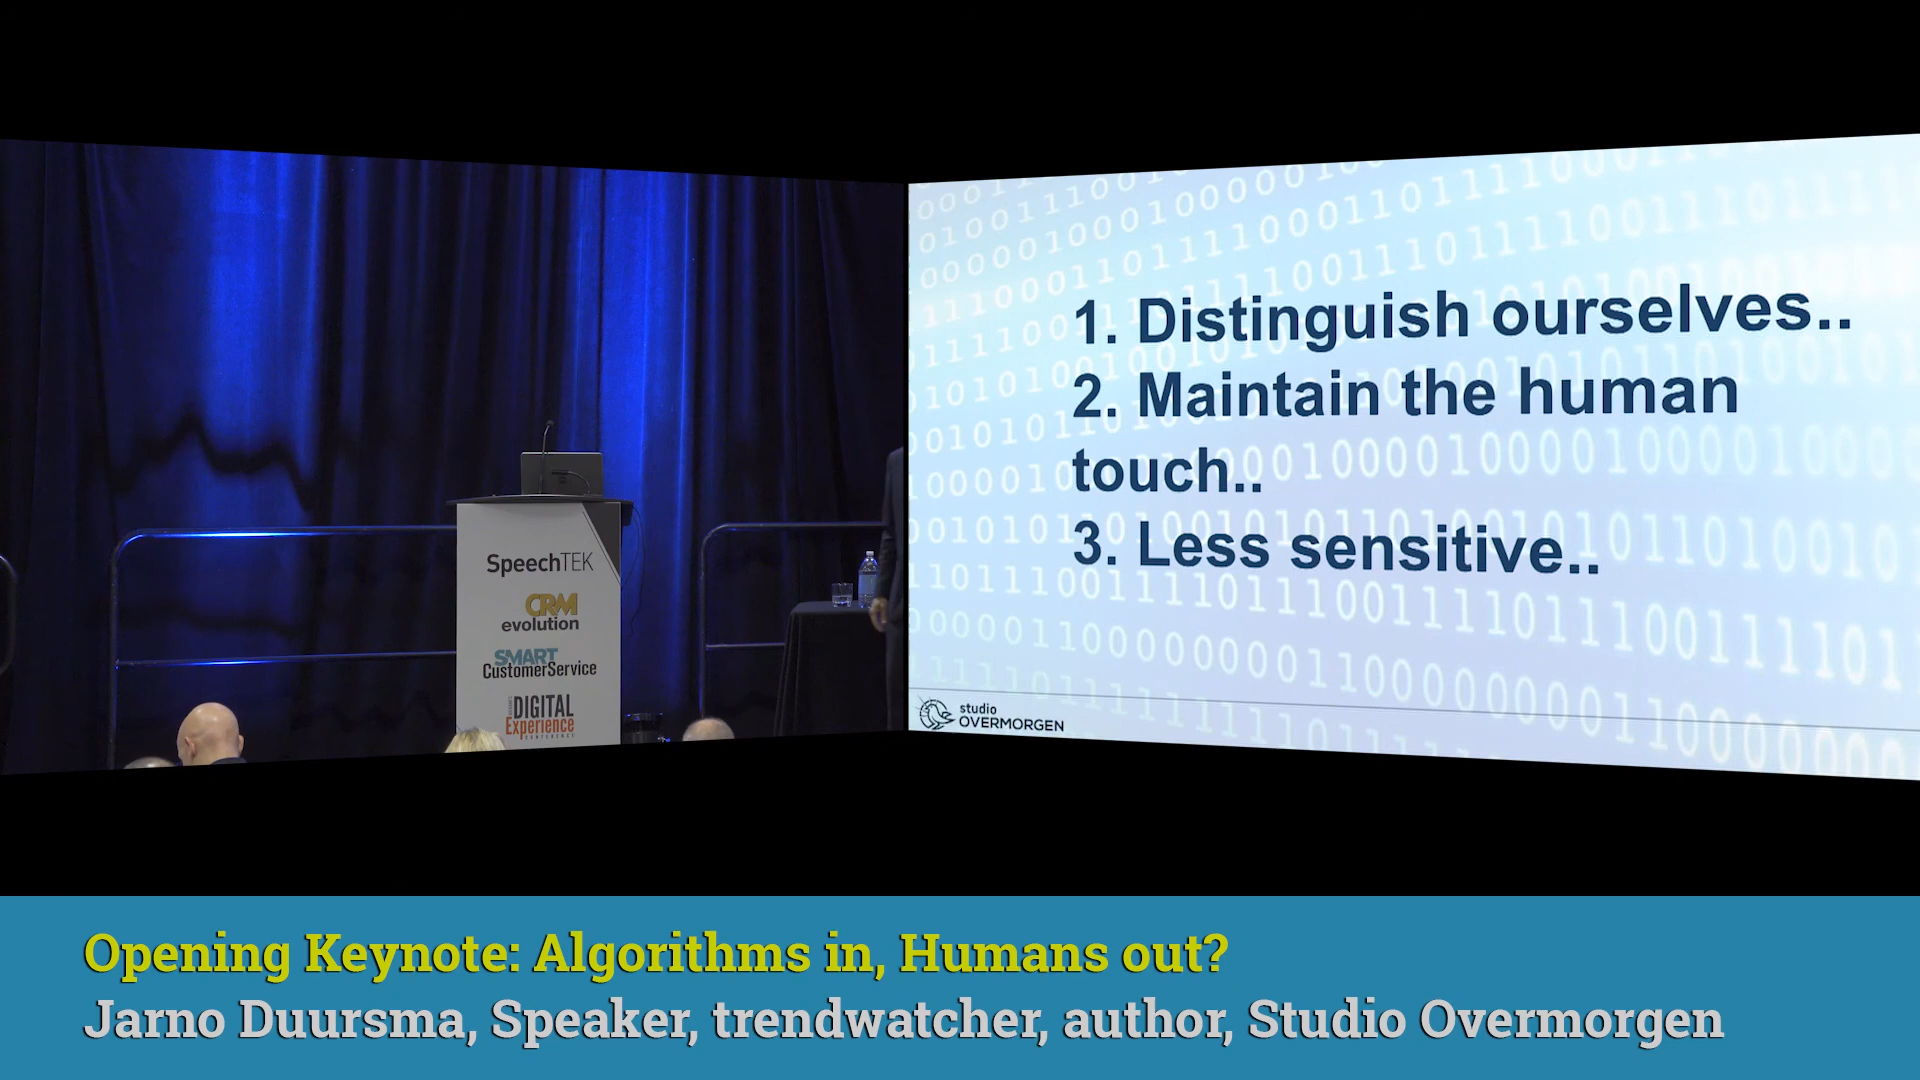 1. Distinguish ourselves..
2. Maintain the human
touch..
3. Less sensitive..
studio
OVERMORGEN
SpeechTEK
CRM
evolution
SMART
CustomerService
DIGITAL
Experience
CONFERENCE
Opening Keynote: Algorithms in, Humans out?
Jarno Duursma, Speaker, trendwatcher, author, Studio Overmorgen